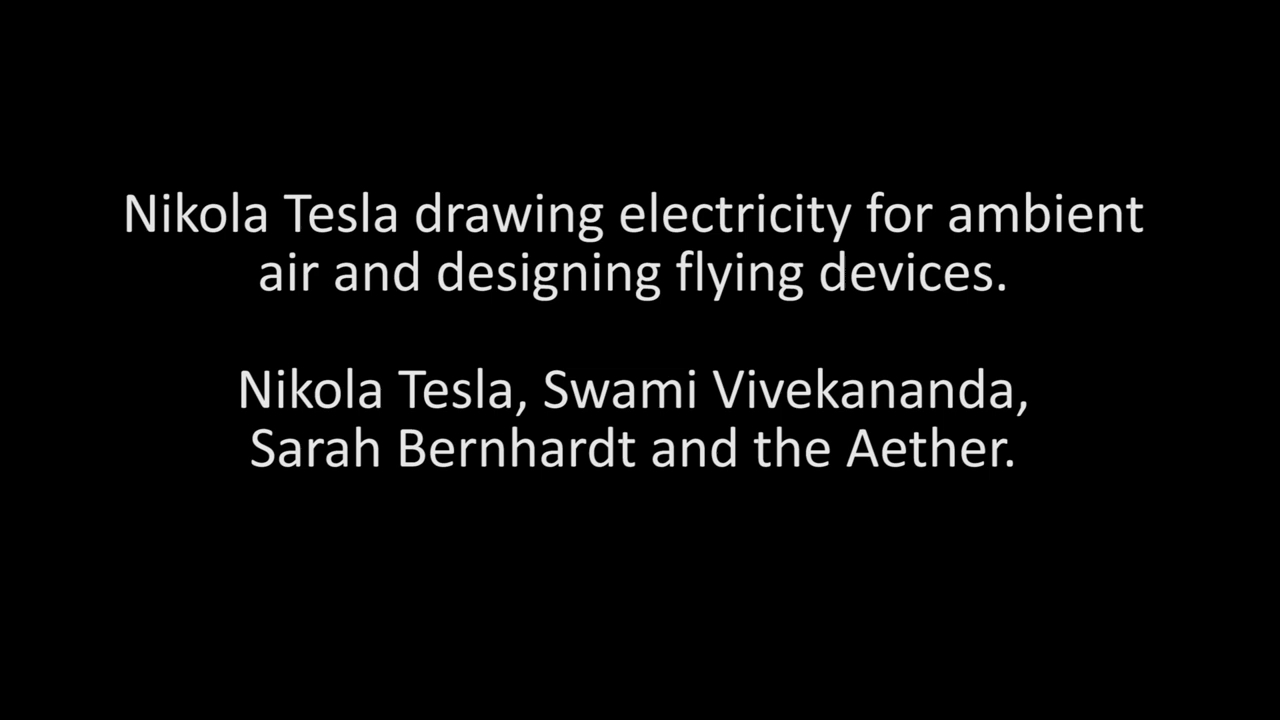 Nikola Tesla drawing electricity for ambient
air and designing flying devices.
Nikola Tesla, Swami Vivekananda,
Sarah Bernhardt and the Aether.